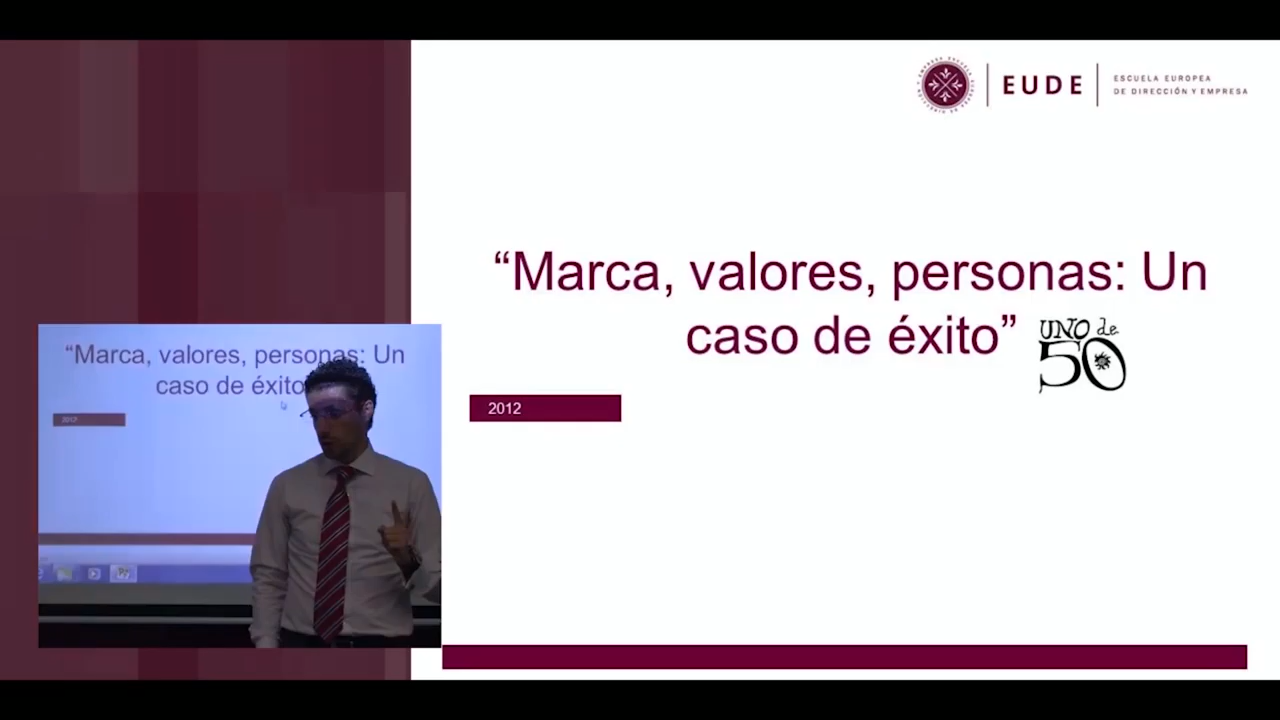 EUDE
ESCUELA EUROPEA
DE DIRECCIÓN Y EMPRESA
“Marca, valores, personas: Un
caso de éxito”
UNO de
50
2012
“Marca, valores, personas: Un
caso de éxito
2012